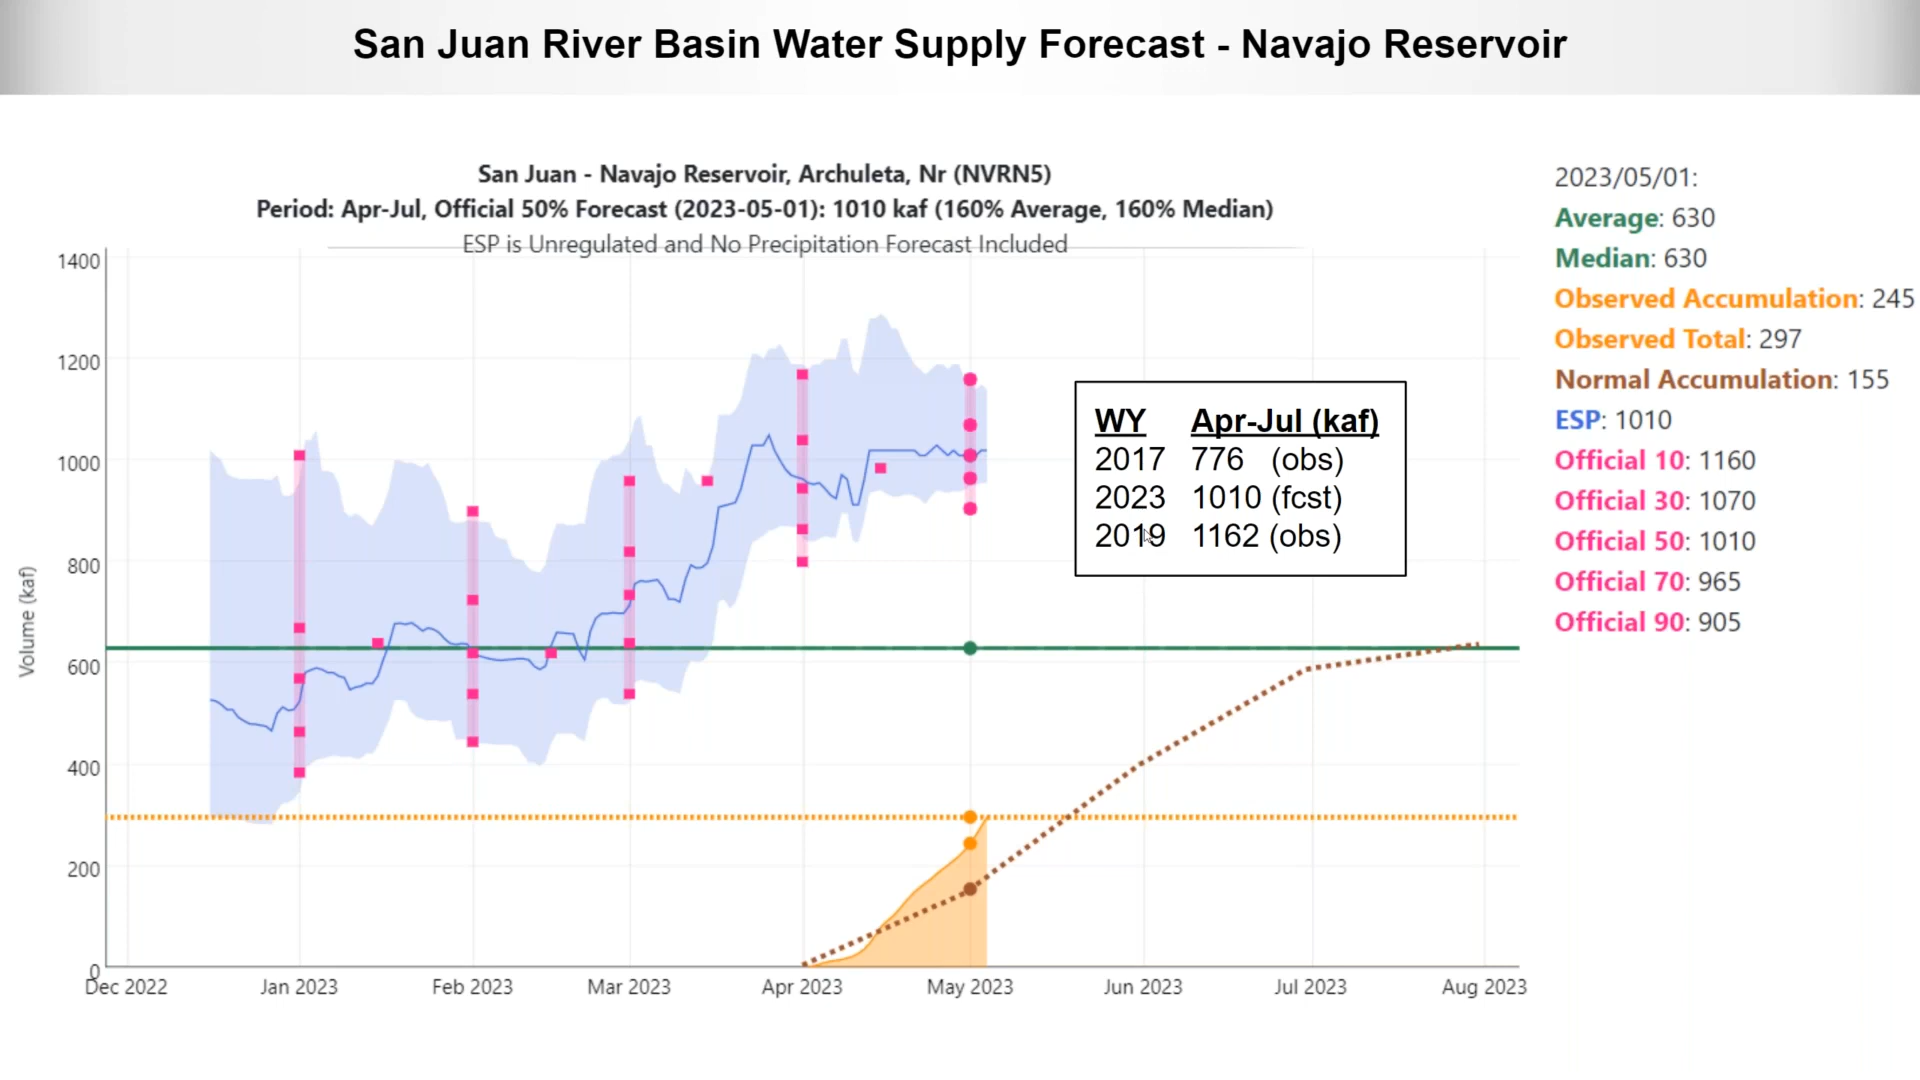 San Juan River Basin Water Supply Forecast - Navajo Reservoir
San Juan - Navajo Reservoir, Archuleta, Nr (NVRN5)
Period: Apr-Jul, Official 50% Forecast (2023-05-01): 1010 kaf (160% Average, 160% Median)
ESP is Unregulated and No Precipitation Forecast Included
Volume (kaf)
1400
1200
1000
800
600
400
200
0
Dec 2022 Jan 2023 Feb 2023 Mar 2023 Apr 2023 May 2023 Jun 2023 Jul 2023 Aug 2023
WY Apr-Jul (kaf)
2017 776 (obs)
2023 1010 (fcst)
2019 1162 (obs)
2023/05/01:
Average: 630
Median: 630
Observed Accumulation: 245
Observed Total: 297
Normal Accumulation: 155
ESP: 1010
Official 10: 1160
Official 30: 1070
Official 50: 1010
Official 70: 965
Official 90: 905